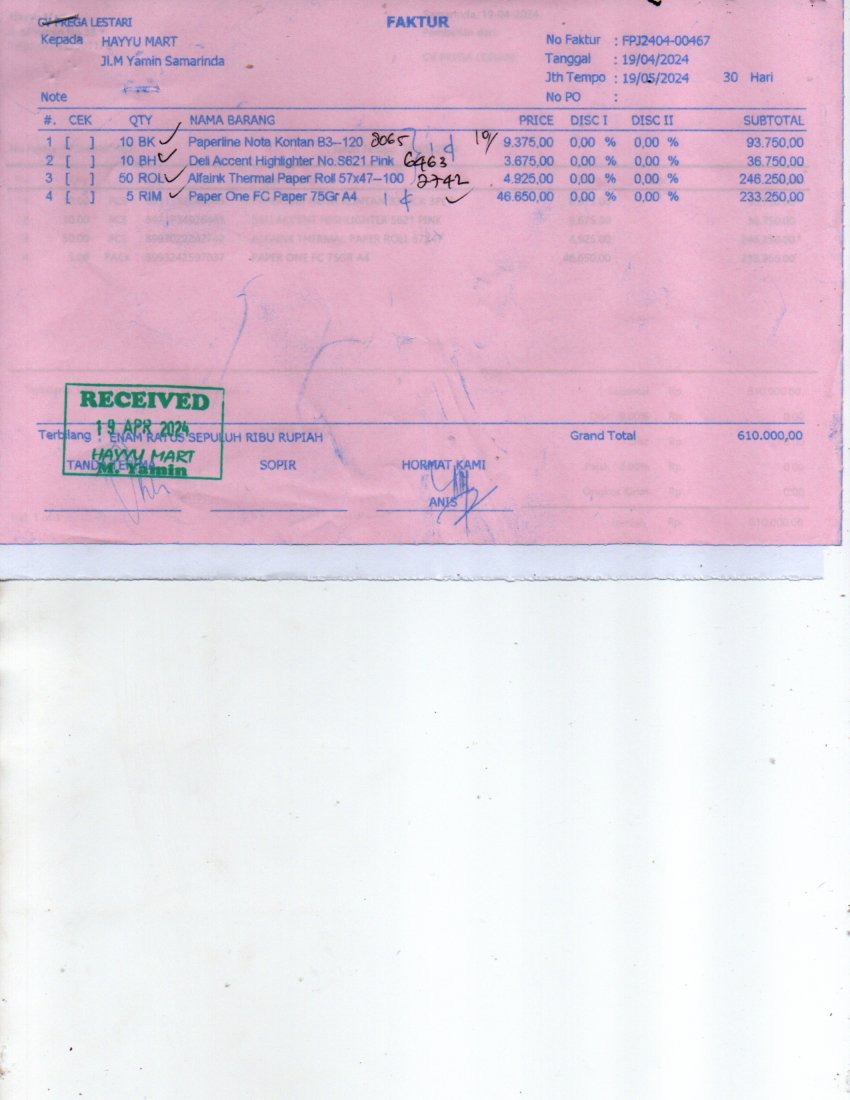 CV PREGA LESTARI
FAKTUR
Kepada HAYYU MART
Jl.M Yamin Samarinda
No Faktur : FPJ2404-00467
Tanggal : 19/04/2024
Jth Tempo : 19/05/2024 30 Hari
Note
No PO :
#. CEK QTY NAMA BARANG PRICE DISC I DISC II SUBTOTAL
1 [ ] 10 BK Paperline Nota Kontan B3--120 8065 10/ 9.375,00 0,00 % 0,00 % 93.750,00
2 [ ] 10 BH Deli Accent Highlighter No.S621 Pink 6463 3.675,00 0,00 % 0,00 % 36.750,00
3 [ ] 50 ROL Alfaink Thermal Paper Roll 57x47--100 2742 4.925,00 0,00 % 0,00 % 246.250,00
4 [ ] 5 RIM Paper One FC Paper 75Gr A4 46.650,00 0,00 % 0,00 % 233.250,00
RECEIVED
19 APR 2024
HAYYU MART
M. Yamin
Terbilang : ENAM RATUS SEPULUH RIBU RUPIAH
Grand Total 610.000,00
TANDA TERIMA SOPIR HORMAT KAMI
ANIS